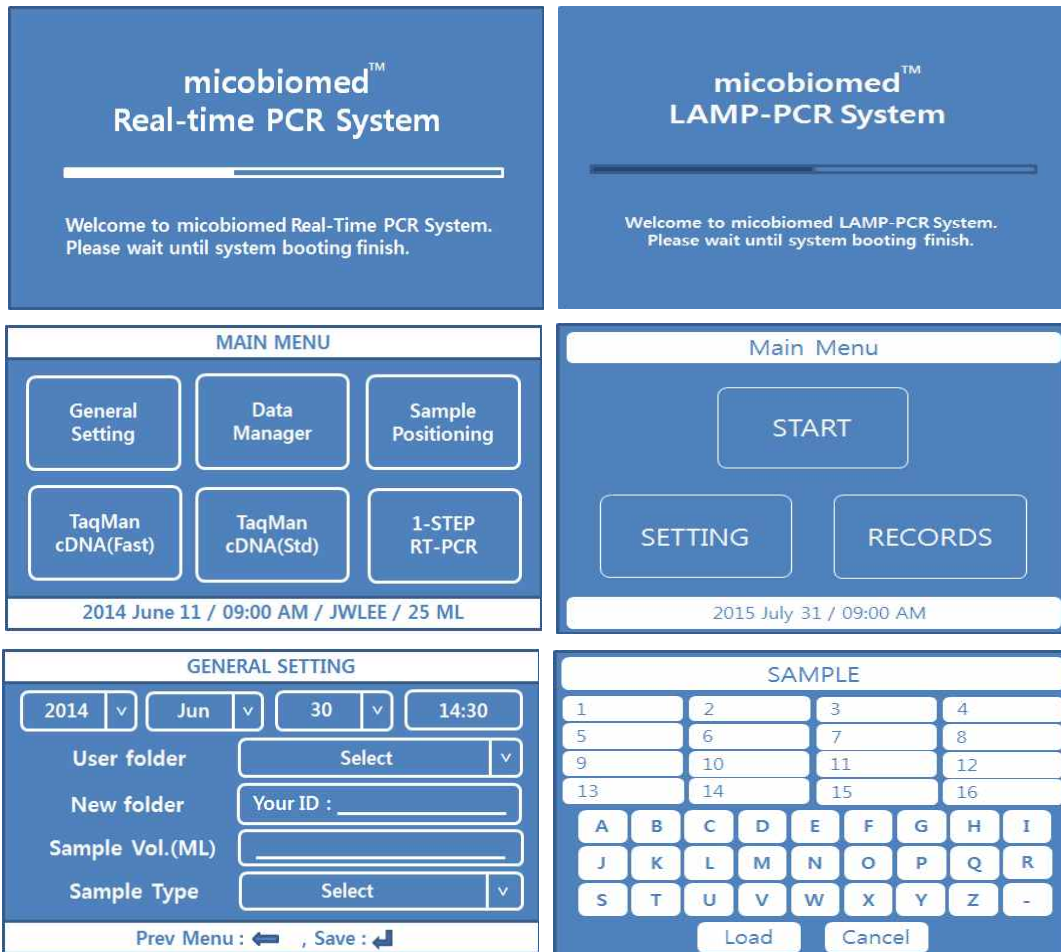 micobiomed™
Real-time PCR System
Welcome to micobiomed Real-Time PCR System.
Please wait until system booting finish.
micobiomed™
LAMP-PCR System
Welcome to micobiomed LAMP-PCR System.
Please wait until system booting finish.
MAIN MENU
General
Setting
Data
Manager
Sample
Positioning
TaqMan
cDNA(Fast)
TaqMan
cDNA(Std)
1-STEP
RT-PCR
2014 June 11 / 09:00 AM / JWLEE / 25 ML
Main Menu
START
SETTING
RECORDS
2015 July 31 / 09:00 AM
GENERAL SETTING
2014 v Jun v 30 v 14:30
User folder Select v
New folder Your ID : ____________
Sample Vol.(ML) ____________
Sample Type Select v
Prev Menu : ⇐ , Save : ↲
SAMPLE
1 2 3 4
5 6 7 8
9 10 11 12
13 14 15 16
A B C D E F G H I
J K L M N O P Q R
S T U V W X Y Z -
Load Cancel